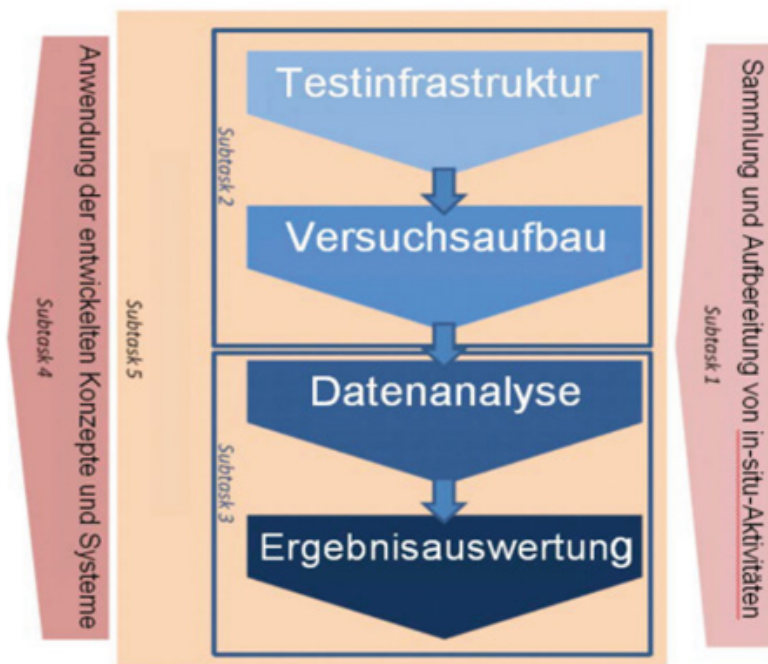 Testinfrastruktur
Versuchsaufbau
Subtask 2
Datenanalyse
Ergebnisauswertung
Subtask 3
Subtask 5
Anwendung der entwickelten Konzepte und Systeme
Subtask 4
Sammlung und Aufbereitung von in-situ-Aktivitäten
Subtask 1